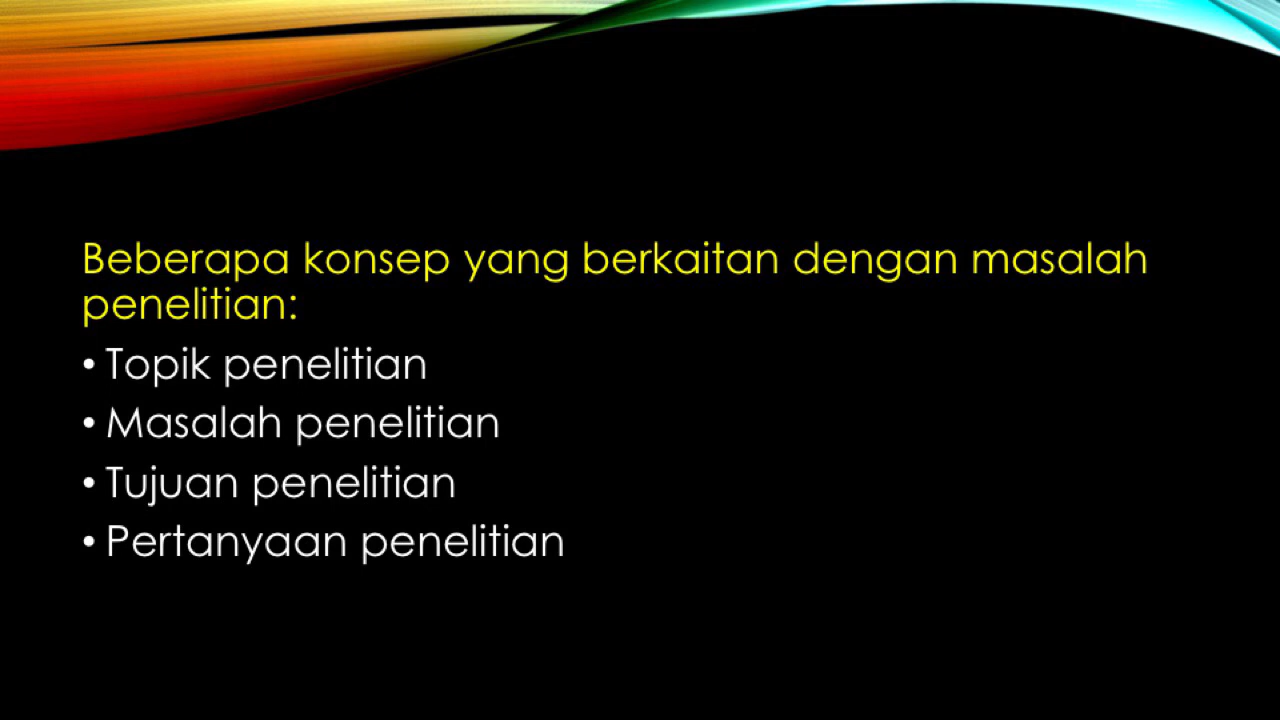 Beberapa konsep yang berkaitan dengan masalah
penelitian:
• Topik penelitian
• Masalah penelitian
• Tujuan penelitian
• Pertanyaan penelitian